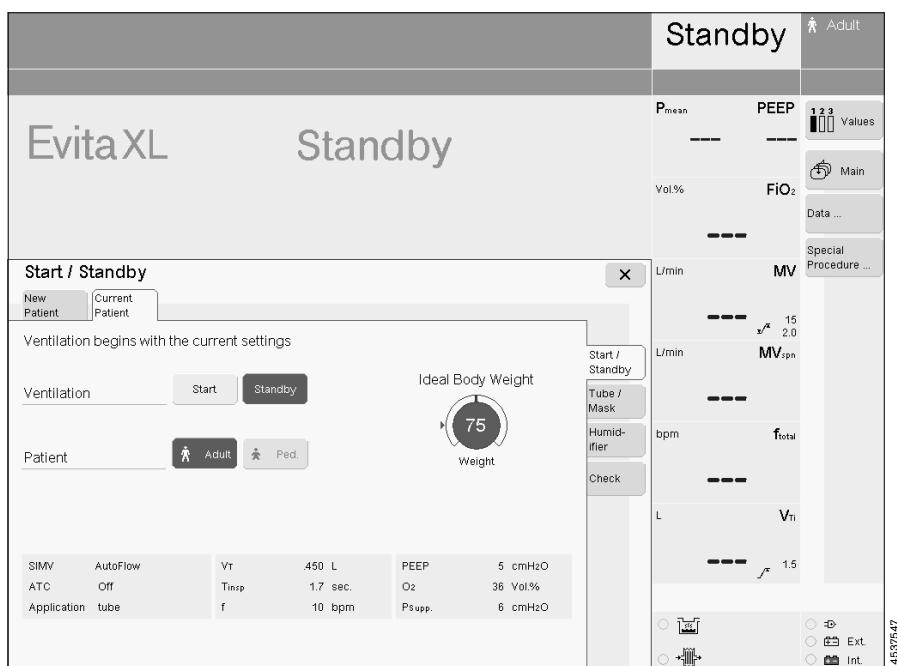 Standby
Adult
Evita XL Standby
Pmean PEEP
--- ---
1 2 3
Values
Main
Vol.% FiO2
---
Data ...
Special
Procedure ...
Start / Standby
×
New
Patient
Current
Patient
Ventilation begins with the current settings
Ventilation Start Standby
Ideal Body Weight
75
Weight
Patient Adult Ped.
Start /
Standby
Tube /
Mask
Humid-
ifier
Check
L/min MV
--- 15
2.0
L/min MVspn
---
bpm ftotal
---
L VTi
--- 1.5
SIMV AutoFlow VT .450 L PEEP 5 cmH2O
ATC Off Tinsp 1.7 sec. O2 36 Vol.%
Application tube f 10 bpm Psupp. 6 cmH2O
Ext.
Int.
4537547